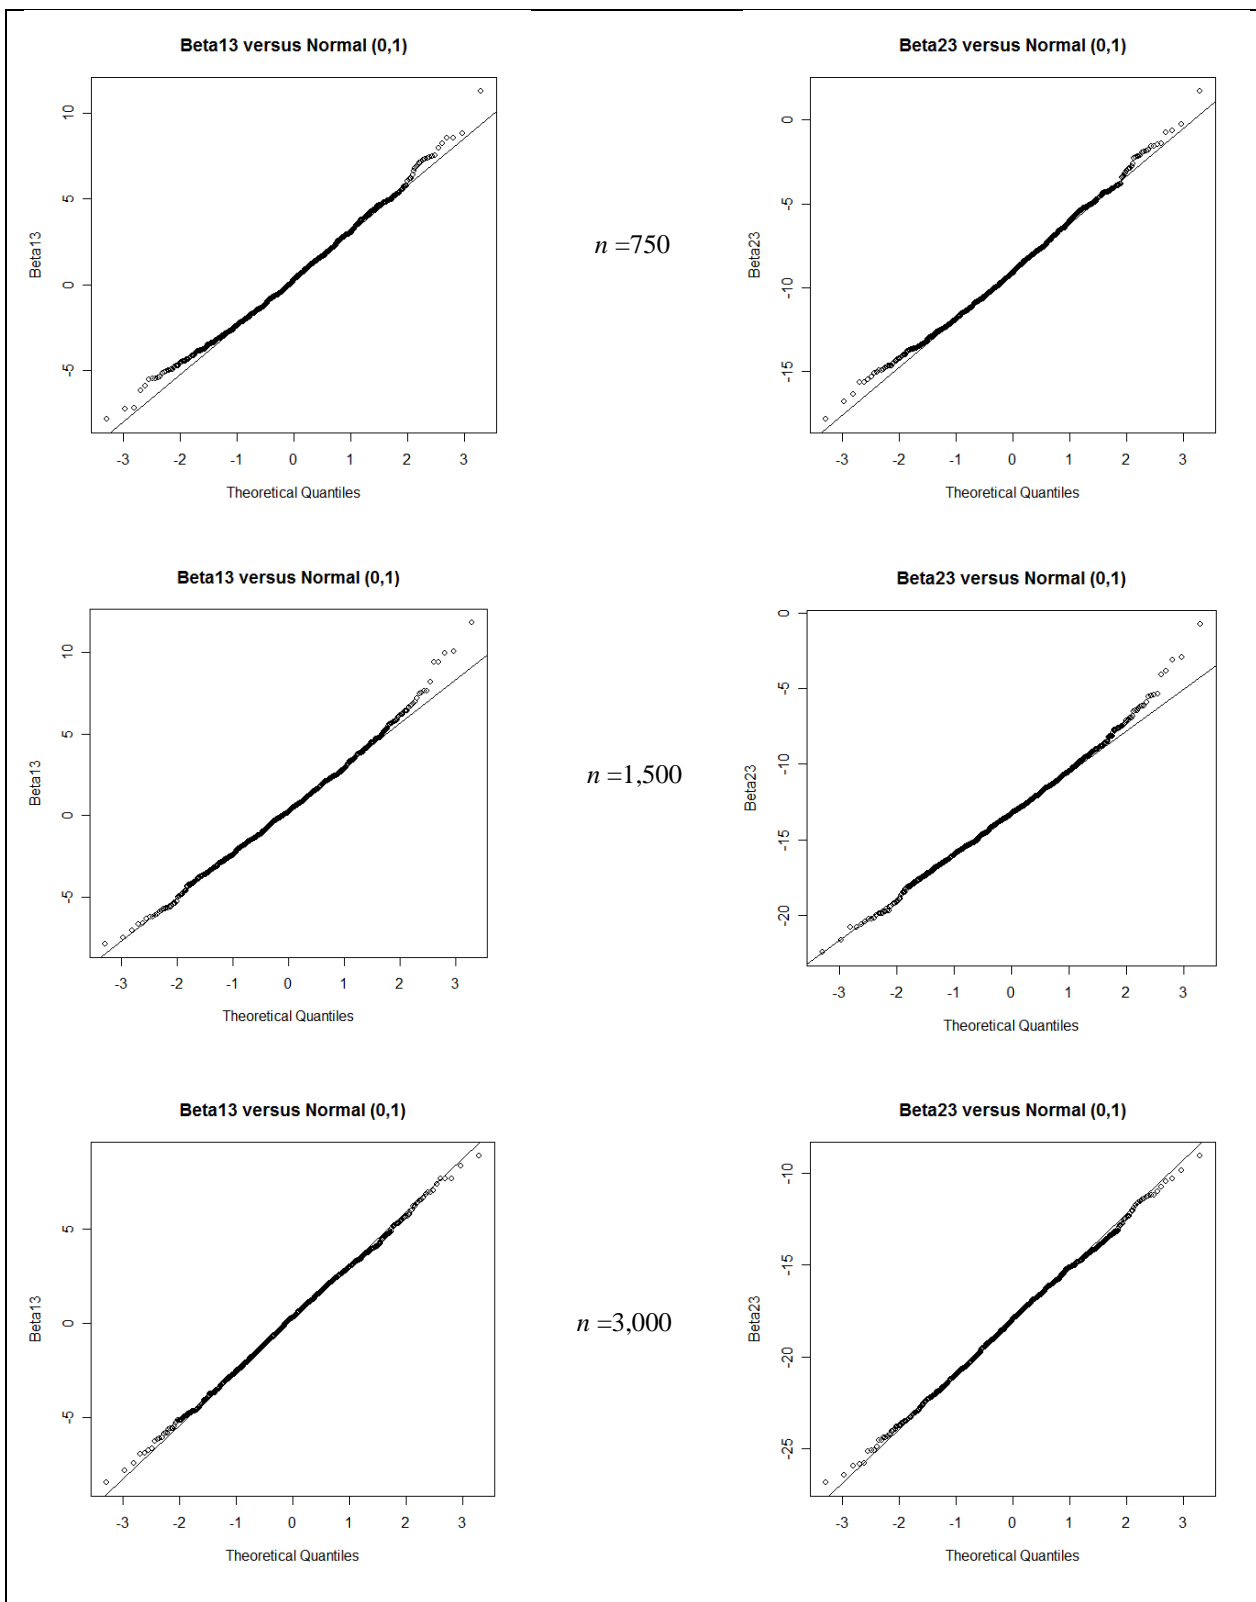 Beta13 versus Normal (0,1)
10
5
0
-5
Beta13
-3 -2 -1 0 1 2 3
Theoretical Quantiles
n =750
Beta23 versus Normal (0,1)
0
-5
-10
-15
Beta23
-3 -2 -1 0 1 2 3
Theoretical Quantiles
Beta13 versus Normal (0,1)
10
5
0
-5
Beta13
-3 -2 -1 0 1 2 3
Theoretical Quantiles
n =1,500
Beta23 versus Normal (0,1)
0
-5
-10
-15
-20
Beta23
-3 -2 -1 0 1 2 3
Theoretical Quantiles
Beta13 versus Normal (0,1)
5
0
-5
Beta13
-3 -2 -1 0 1 2 3
Theoretical Quantiles
n =3,000
Beta23 versus Normal (0,1)
-10
-15
-20
-25
Beta23
-3 -2 -1 0 1 2 3
Theoretical Quantiles